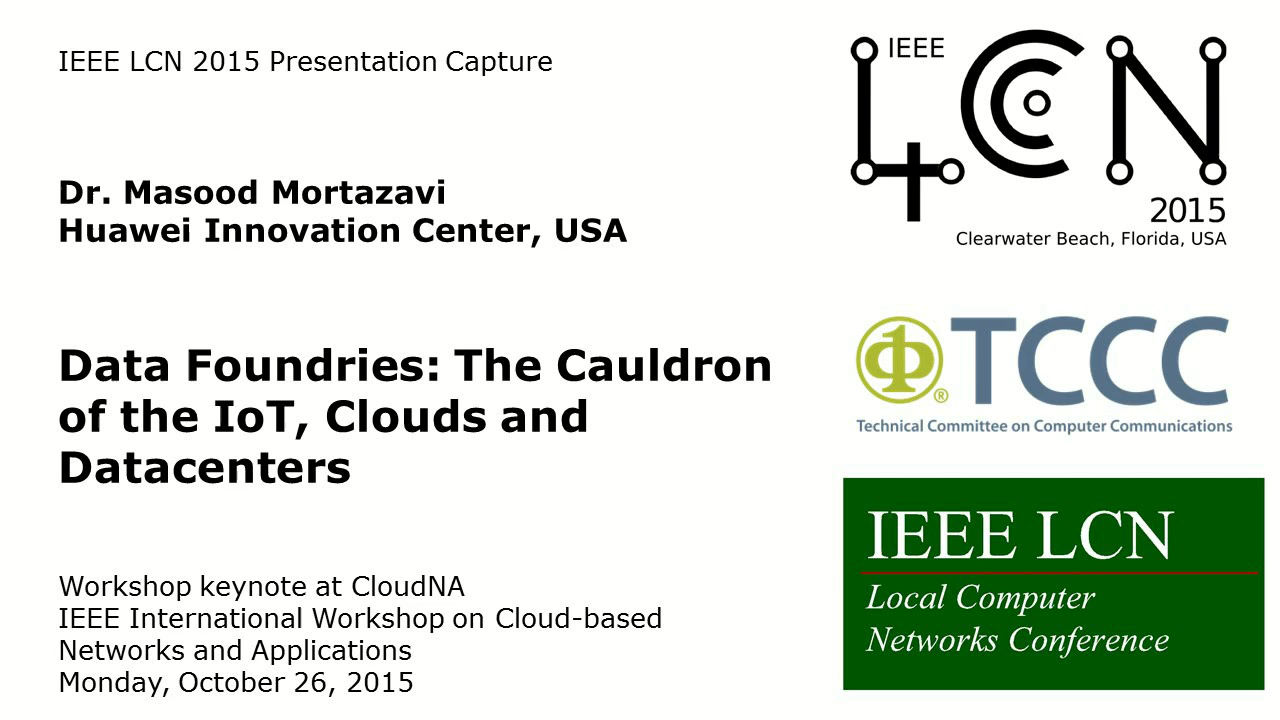 IEEE LCN 2015 Presentation Capture
Dr. Masood Mortazavi
Huawei Innovation Center, USA
Data Foundries: The Cauldron
of the IoT, Clouds and
Datacenters
Workshop keynote at CloudNA
IEEE International Workshop on Cloud-based
Networks and Applications
Monday, October 26, 2015
IEEE
LCN
40
2015
Clearwater Beach, Florida, USA
TCCC
®
Technical Committee on Computer Communications
IEEE LCN
Local Computer
Networks Conference